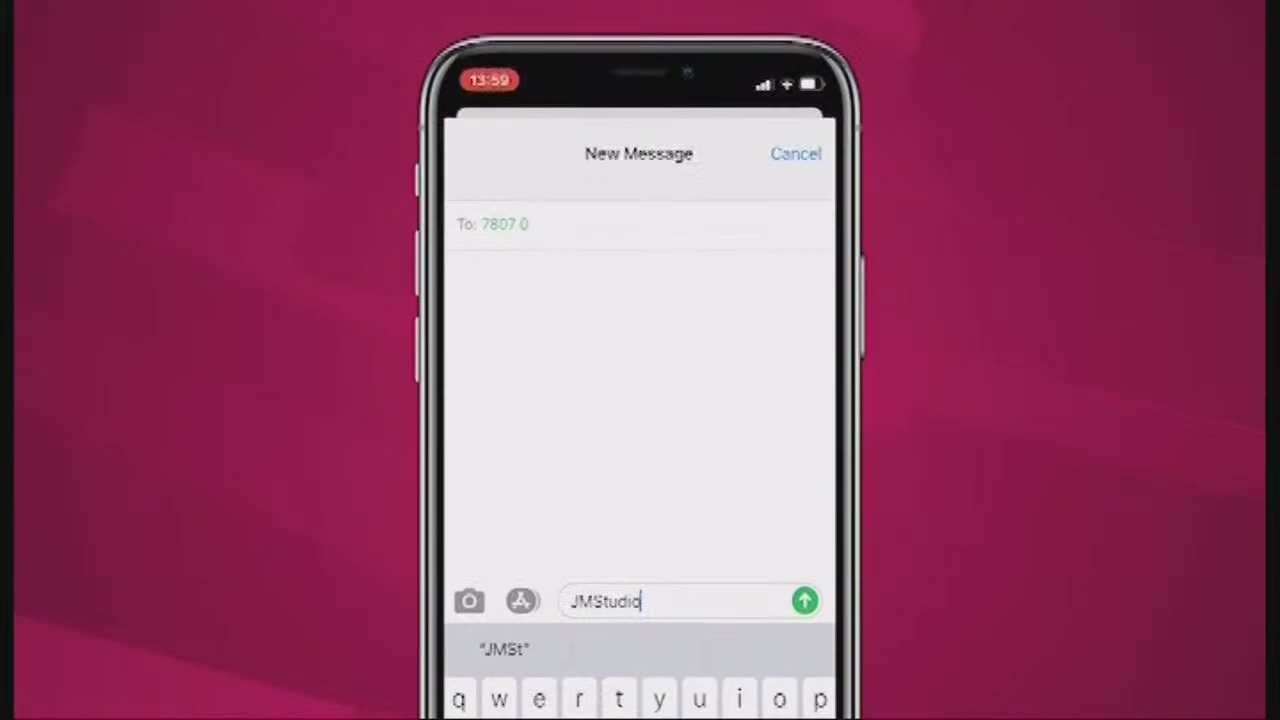 13:59
New Message
Cancel
To: 7807 0
JMStudio
"JMSt"
q w e r t y u i o p